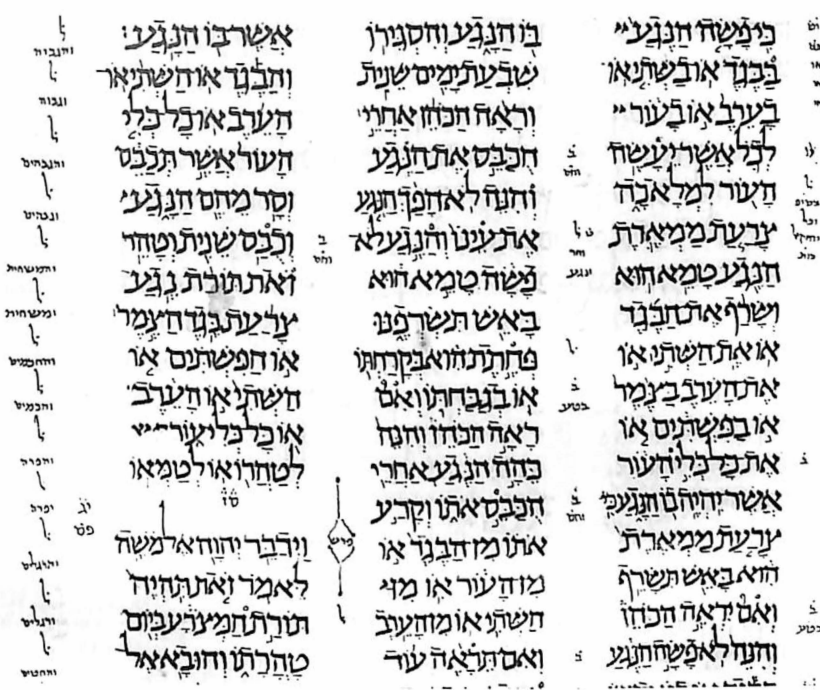 כי פשה הנגע
בבגד או בשתי או
בערב או בעור
לכל אשר יעשה
העור למלאכה
צרעת ממארת
הנגע טמא הוא
ושרף את הבגד
או את השתי או
את הערב בצמר
או בפשתים או
את כל כלי העור
אשר יהיה בו הנגע כי
צרעת ממארת
הוא באש תשרף
ואם יראה הכהן
והנה לא פשה הנגע
בו הנגע והסגירו
שבעת ימים שנית
וראה הכהן אחרי
הכבס את הנגע
והנה לא הפך הנגע
את עינו והנגע לא
פשה טמא הוא
באש תשרפנו
פחתת הוא בקרחתו
או בגבחתו ואם
ראה הכהן והנה
כהה הנגע אחרי
הכבס אתו וקרע
אתו מן הבגד או
מן העור או מן
השתי או מן הערב
ואם תראה עוד
פרש
אשר בו הנגע׃
והבגד או השתי או
הערב או כל כלי
העור אשר תכבס
וסר מהם הנגע
וכבס שנית וטהר
זאת תורת נגע
צרעת בגד הצמר
או הפשתים או
השתי או הערב
או כל כלי עור
לטהרו או לטמאו
וידבר יהוה אל משה
לאמר זאת תהיה
תורת המצרע ביום
טהרתו והובא אל